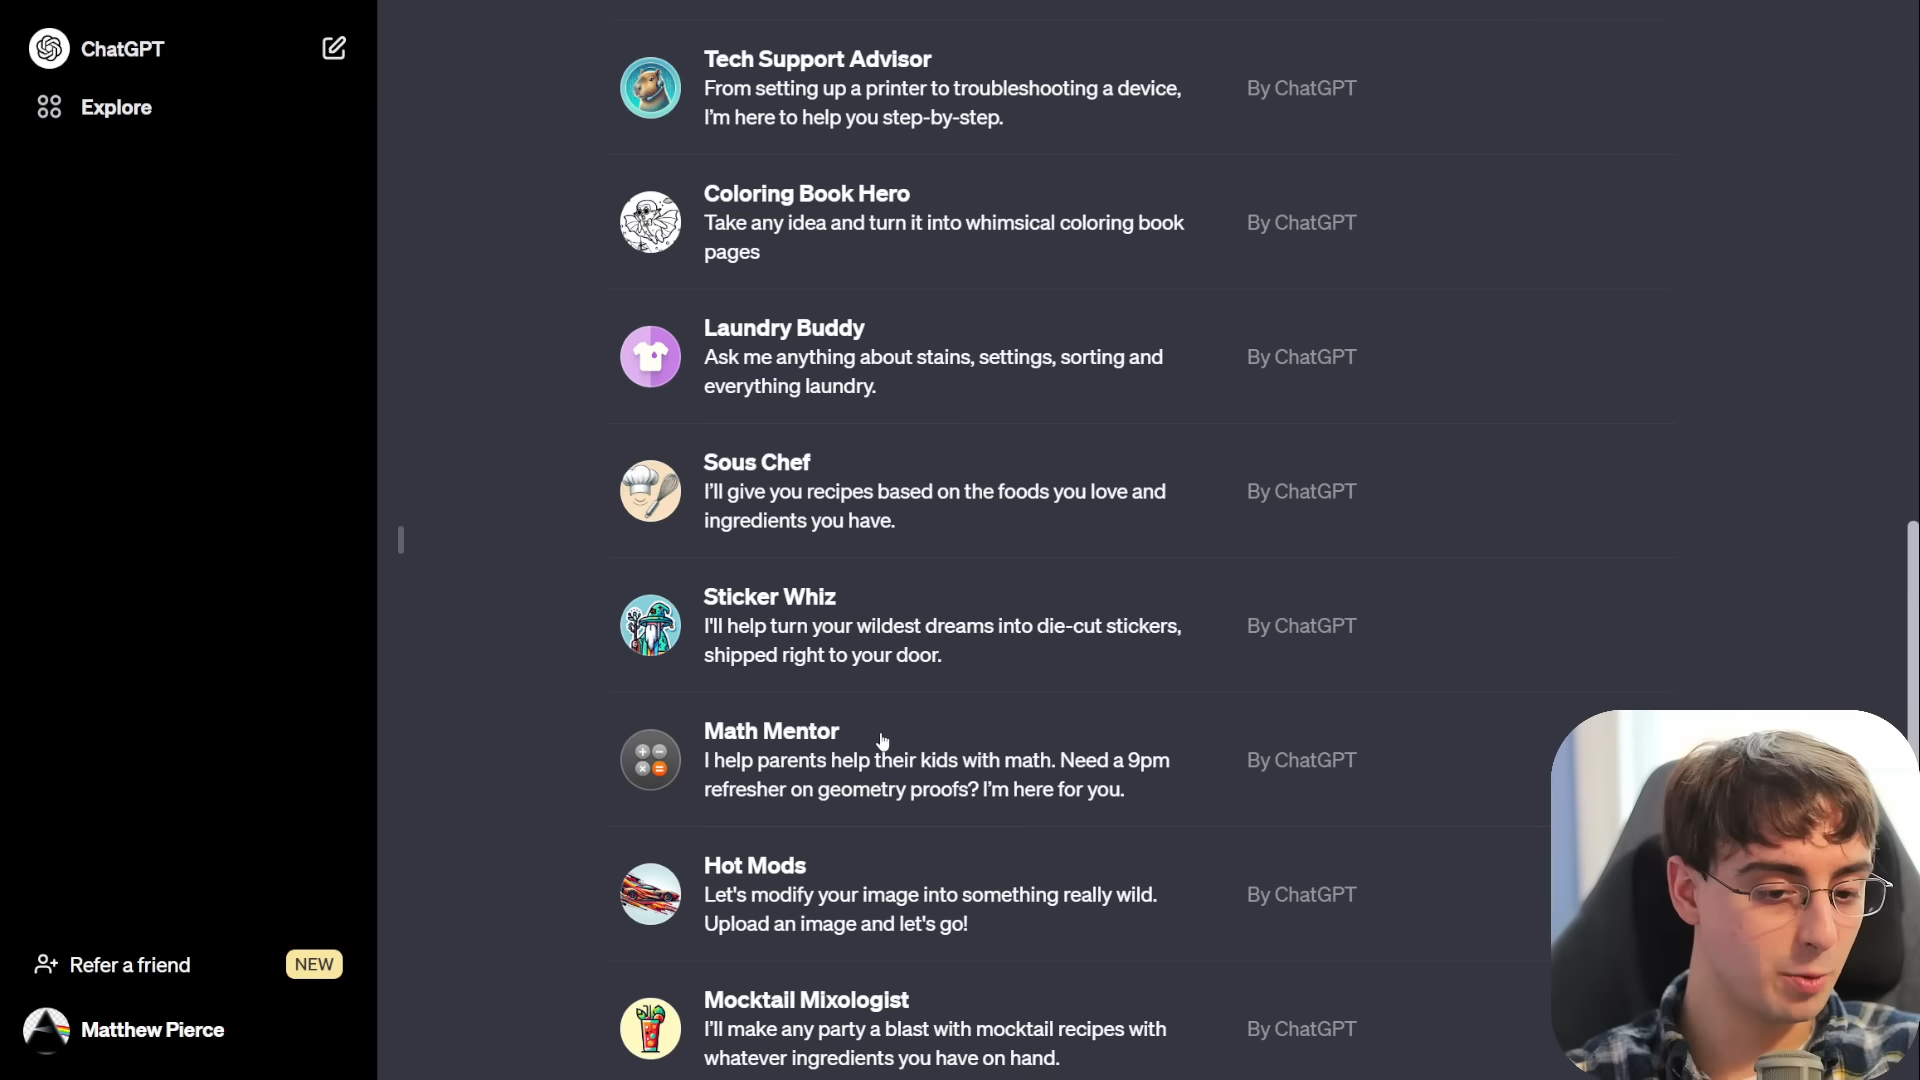 ChatGPT
Explore
Tech Support Advisor
From setting up a printer to troubleshooting a device,
I'm here to help you step-by-step.
By ChatGPT
Coloring Book Hero
Take any idea and turn it into whimsical coloring book
pages
By ChatGPT
Laundry Buddy
Ask me anything about stains, settings, sorting and
everything laundry.
By ChatGPT
Sous Chef
I'll give you recipes based on the foods you love and
ingredients you have.
By ChatGPT
Sticker Whiz
I'll help turn your wildest dreams into die-cut stickers,
shipped right to your door.
By ChatGPT
Math Mentor
I help parents help their kids with math. Need a 9pm
refresher on geometry proofs? I'm here for you.
By ChatGPT
Hot Mods
Let's modify your image into something really wild.
Upload an image and let's go!
By ChatGPT
Mocktail Mixologist
I'll make any party a blast with mocktail recipes with
whatever ingredients you have on hand.
By ChatGPT
Refer a friend
NEW
Matthew Pierce